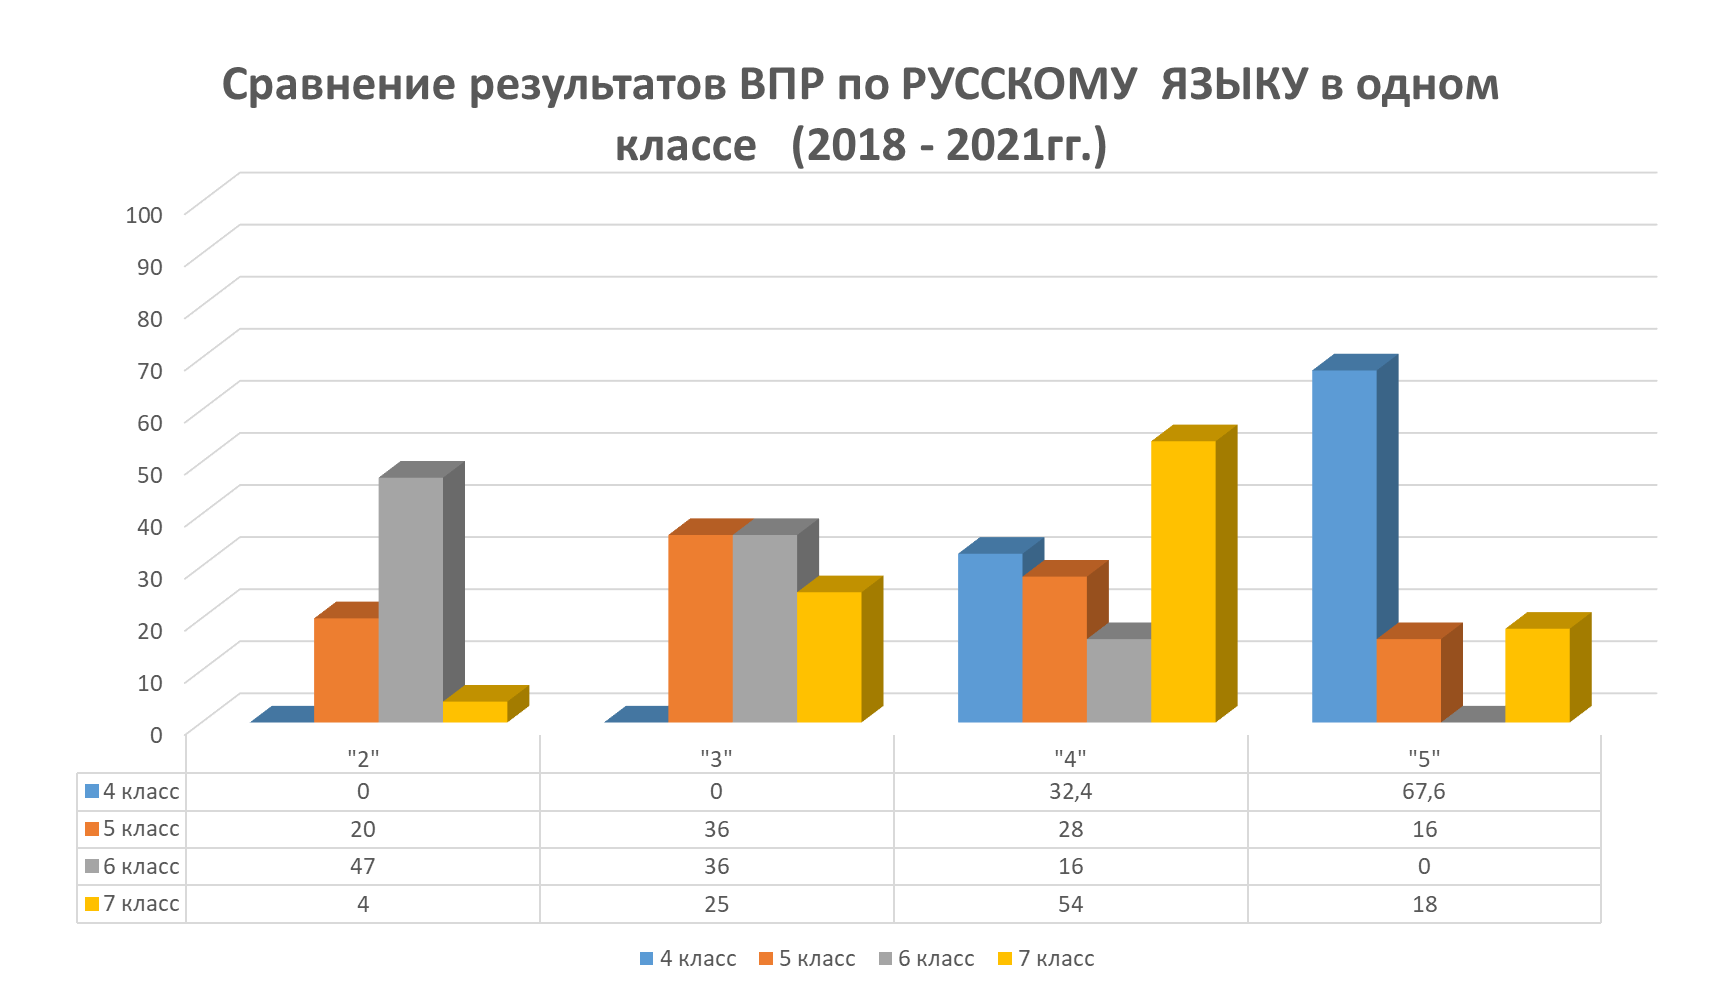 Сравнение результатов ВПР по РУССКОМУ ЯЗЫКУ в одном
классе (2018 - 2021гг.)
100
90
80
70
60
50
40
30
20
10
0
"2" "3" "4" "5"
4 класс 0 0 32,4 67,6
5 класс 20 36 28 16
6 класс 47 36 16 0
7 класс 4 25 54 18
4 класс 5 класс 6 класс 7 класс